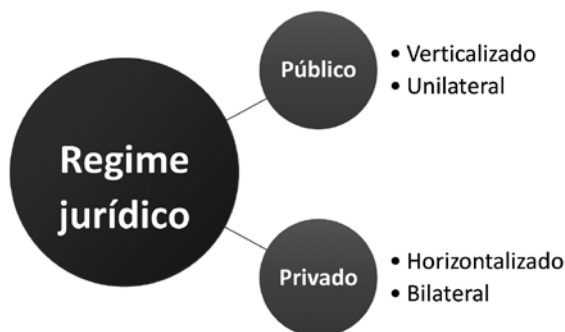 Regime
jurídico
Público
• Verticalizado
• Unilateral
Privado
• Horizontalizado
• Bilateral